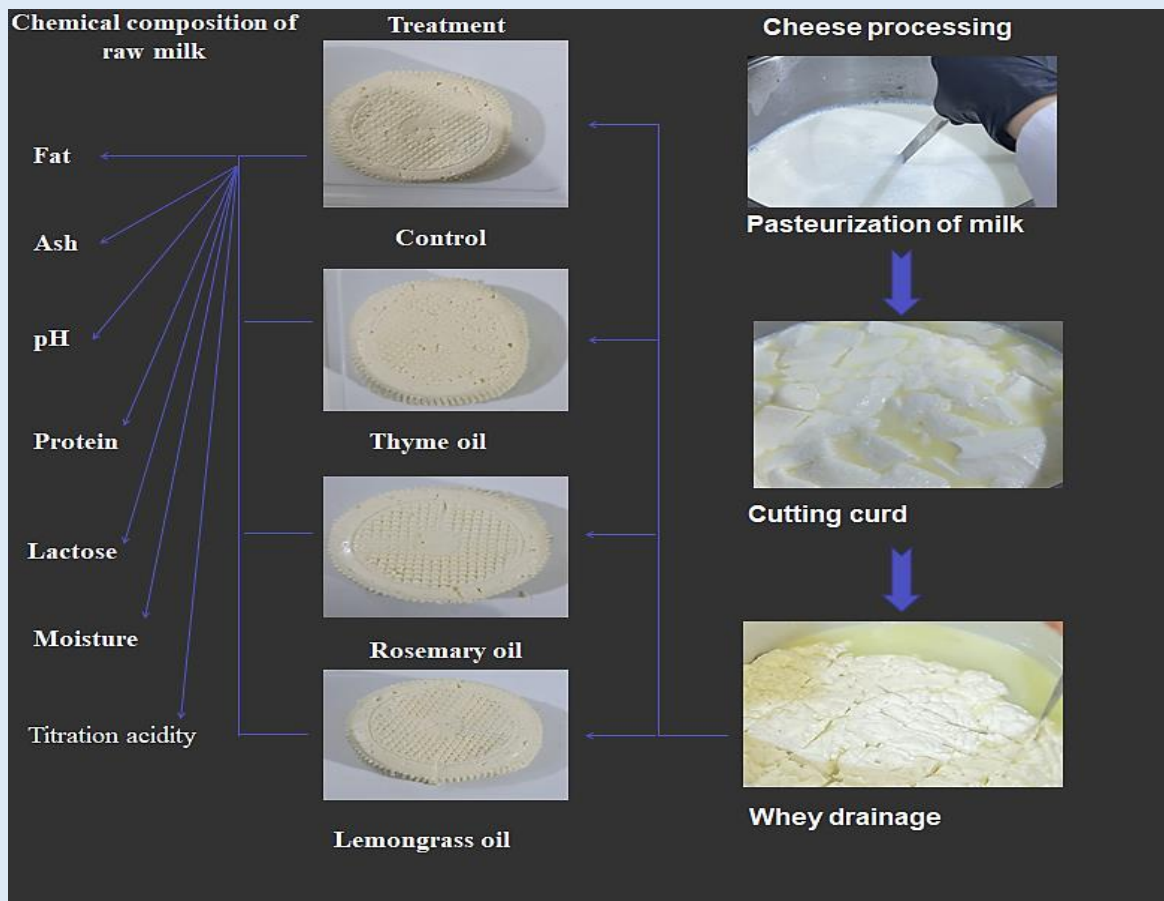 Chemical composition of
raw milk
Fat
Ash
pH
Protein
Lactose
Moisture
Titration acidity
Treatment
Control
Thyme oil
Rosemary oil
Lemongrass oil
Cheese processing
Pasteurization of milk
Cutting curd
Whey drainage